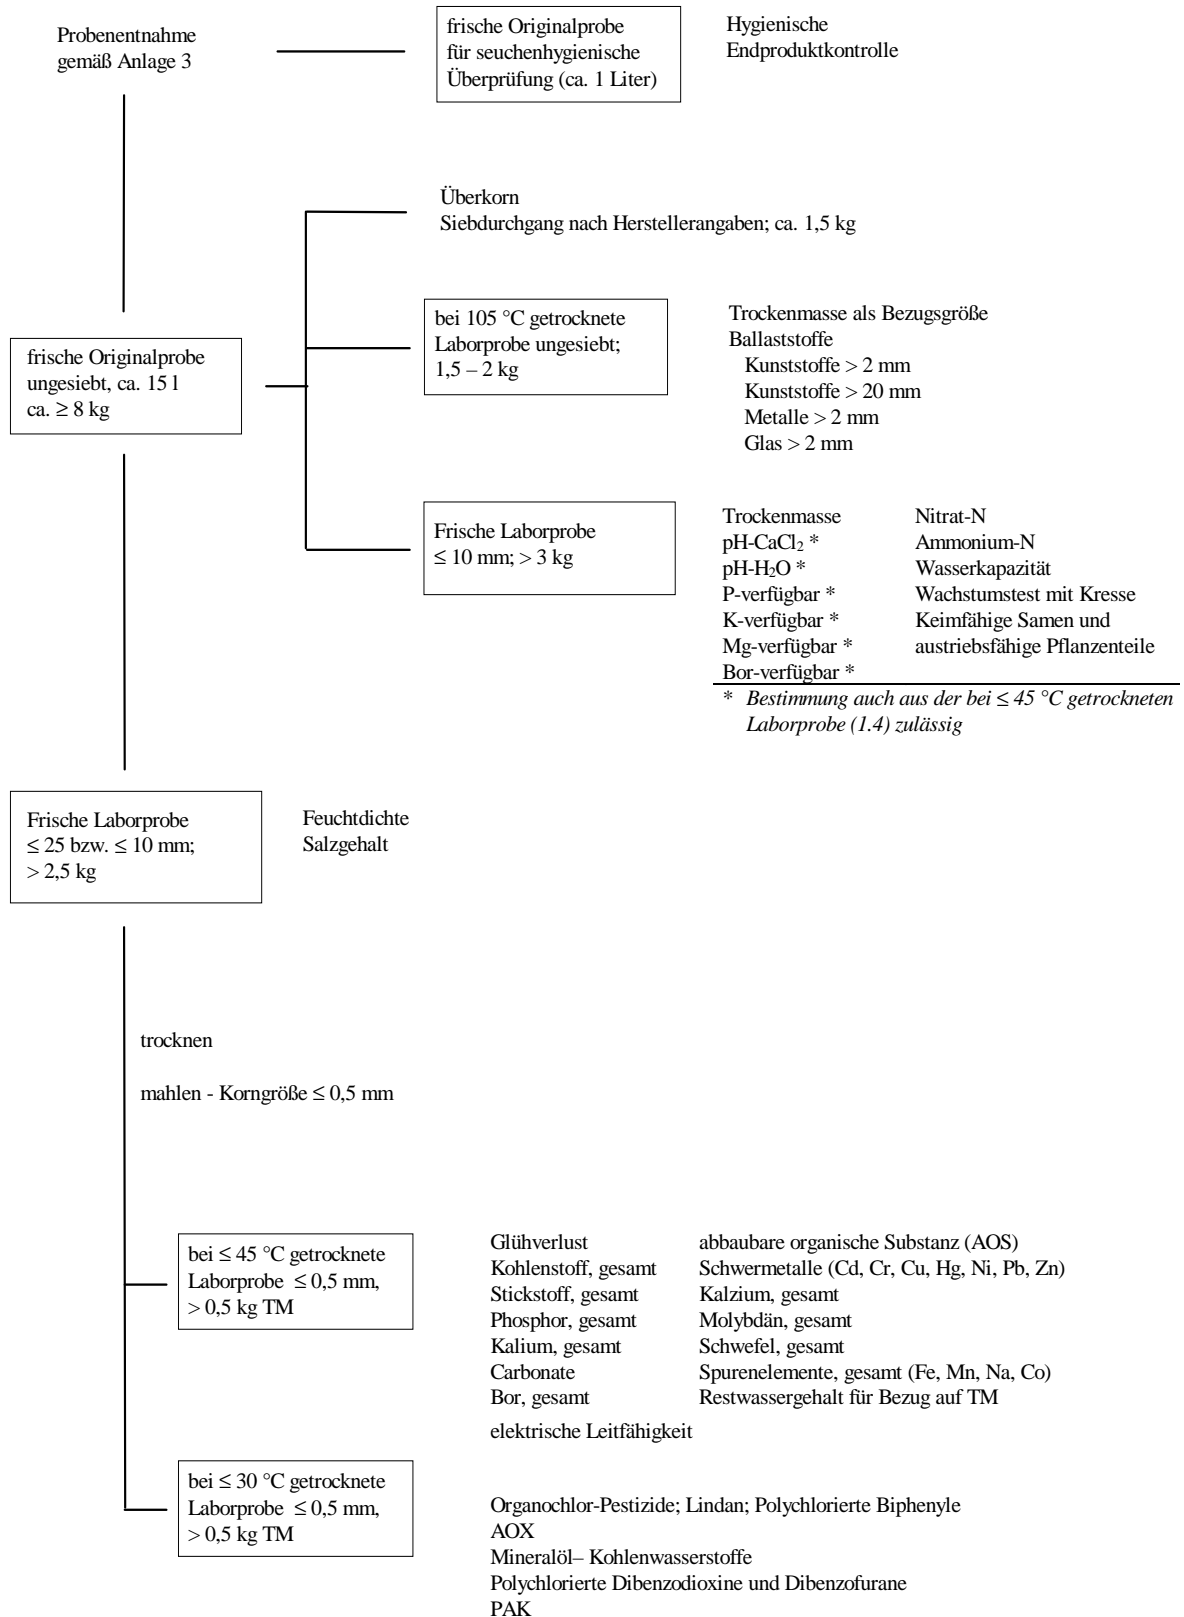 Probenentnahme
gemäß Anlage 3
frische Originalprobe
für seuchenhygienische
Überprüfung (ca. 1 Liter)
Hygienische
Endproduktkontrolle
Überkorn
Siebdurchgang nach Herstellerangaben; ca. 1,5 kg
frische Originalprobe
ungesiebt, ca. 15 l
ca. ≥ 8 kg
bei 105 °C getrocknete
Laborprobe ungesiebt;
1,5 – 2 kg
Trockenmasse als Bezugsgröße
Ballaststoffe
Kunststoffe > 2 mm
Kunststoffe > 20 mm
Metalle > 2 mm
Glas > 2 mm
Frische Laborprobe
≤ 10 mm; > 3 kg
Trockenmasse
pH-CaCl₂ *
pH-H₂O *
P-verfügbar *
K-verfügbar *
Mg-verfügbar *
Bor-verfügbar *
Nitrat-N
Ammonium-N
Wasserkapazität
Wachstumstest mit Kresse
Keimfähige Samen und
austriebsfähige Pflanzenteile
* Bestimmung auch aus der bei ≤ 45 °C getrockneten
Laborprobe (1.4) zulässig
Frische Laborprobe
≤ 25 bzw. ≤ 10 mm;
> 2,5 kg
Feuchtdichte
Salzgehalt
trocknen
mahlen - Korngröße ≤ 0,5 mm
bei ≤ 45 °C getrocknete
Laborprobe ≤ 0,5 mm,
> 0,5 kg TM
Glühverlust
Kohlenstoff, gesamt
Stickstoff, gesamt
Phosphor, gesamt
Kalium, gesamt
Carbonate
Bor, gesamt
elektrische Leitfähigkeit
abbaubare organische Substanz (AOS)
Schwermetalle (Cd, Cr, Cu, Hg, Ni, Pb, Zn)
Kalzium, gesamt
Molybdän, gesamt
Schwefel, gesamt
Spurenelemente, gesamt (Fe, Mn, Na, Co)
Restwassergehalt für Bezug auf TM
bei ≤ 30 °C getrocknete
Laborprobe ≤ 0,5 mm,
> 0,5 kg TM
Organochlor-Pestizide; Lindan; Polychlorierte Biphenyle
AOX
Mineralöl– Kohlenwasserstoffe
Polychlorierte Dibenzodioxine und Dibenzofurane
PAK